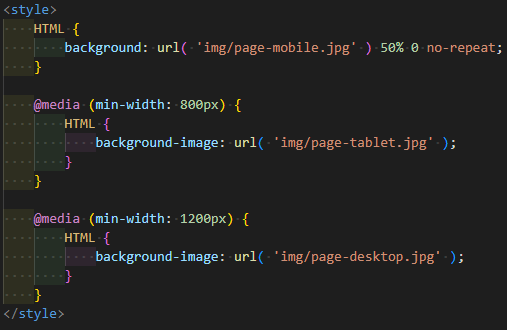 <style>
HTML {
background: url( 'img/page-mobile.jpg' ) 50% 0 no-repeat;
}
@media (min-width: 800px) {
HTML {
background-image: url( 'img/page-tablet.jpg' );
}
}
@media (min-width: 1200px) {
HTML {
background-image: url( 'img/page-desktop.jpg' );
}
}
</style>